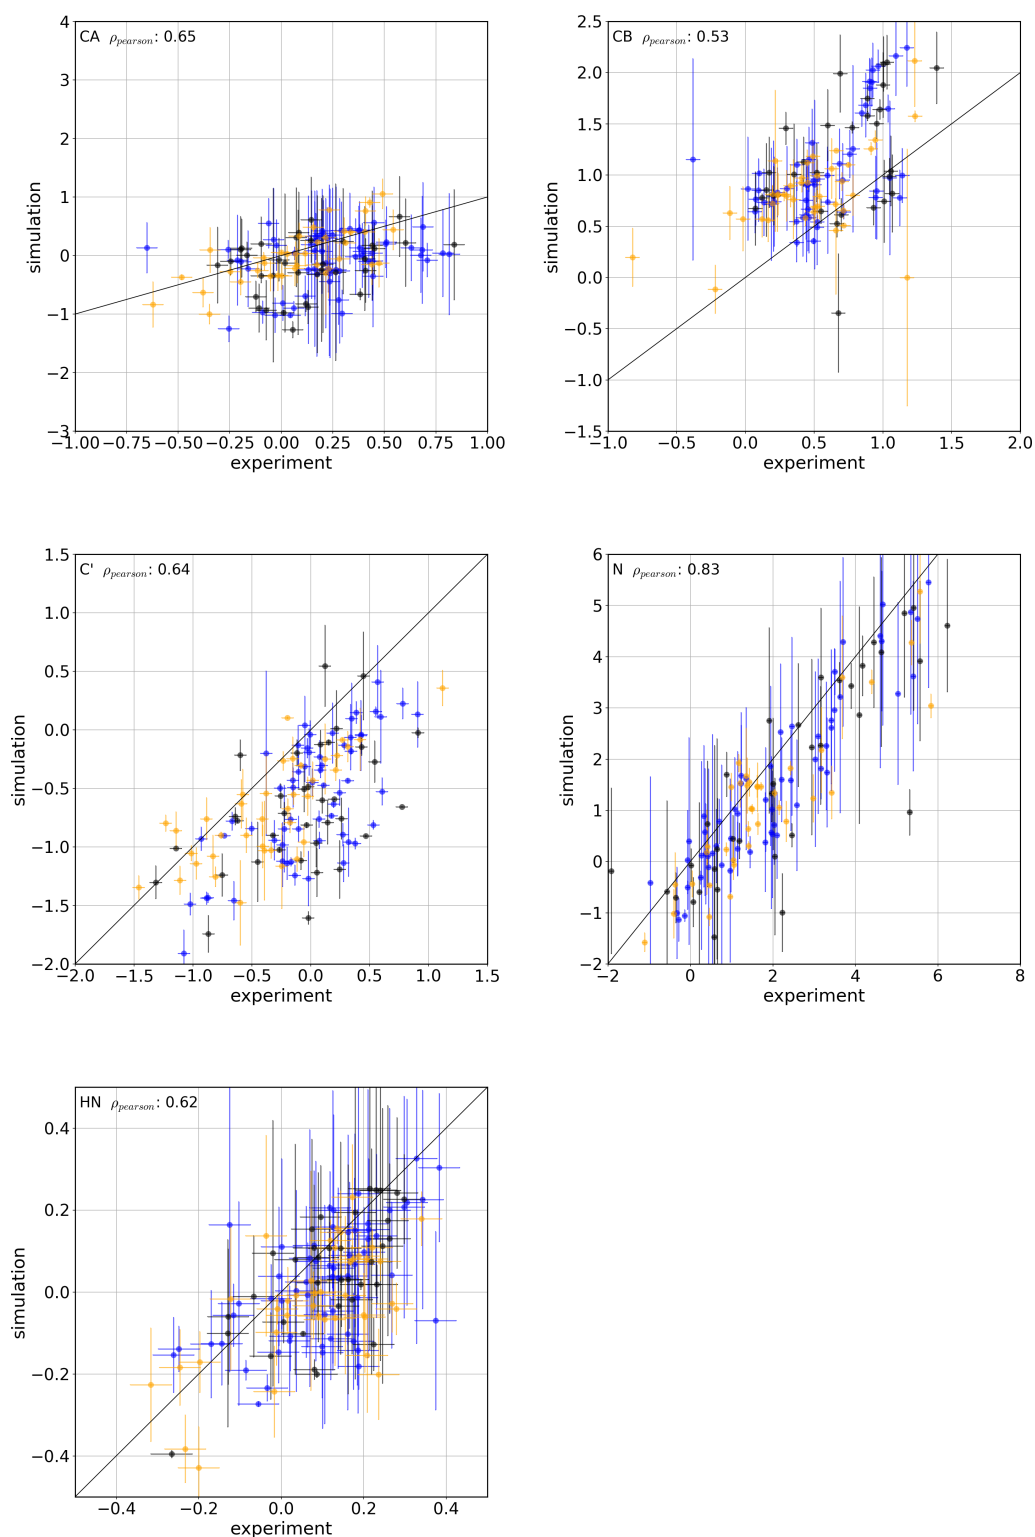 CA ρpearson: 0.65
4
3
2
1
0
−1
−2
−3
simulation
−1.00 −0.75 −0.50 −0.25 0.00 0.25 0.50 0.75 1.00
experiment
CB ρpearson: 0.53
2.5
2.0
1.5
1.0
0.5
0.0
−0.5
−1.0
−1.5
simulation
−1.0 −0.5 0.0 0.5 1.0 1.5 2.0
experiment
C' ρpearson: 0.64
1.5
1.0
0.5
0.0
−0.5
−1.0
−1.5
−2.0
simulation
−2.0 −1.5 −1.0 −0.5 0.0 0.5 1.0 1.5
experiment
N ρpearson: 0.83
6
5
4
3
2
1
0
−1
−2
simulation
−2 0 2 4 6 8
experiment
HN ρpearson: 0.62
0.4
0.2
0.0
−0.2
−0.4
simulation
−0.4 −0.2 0.0 0.2 0.4
experiment